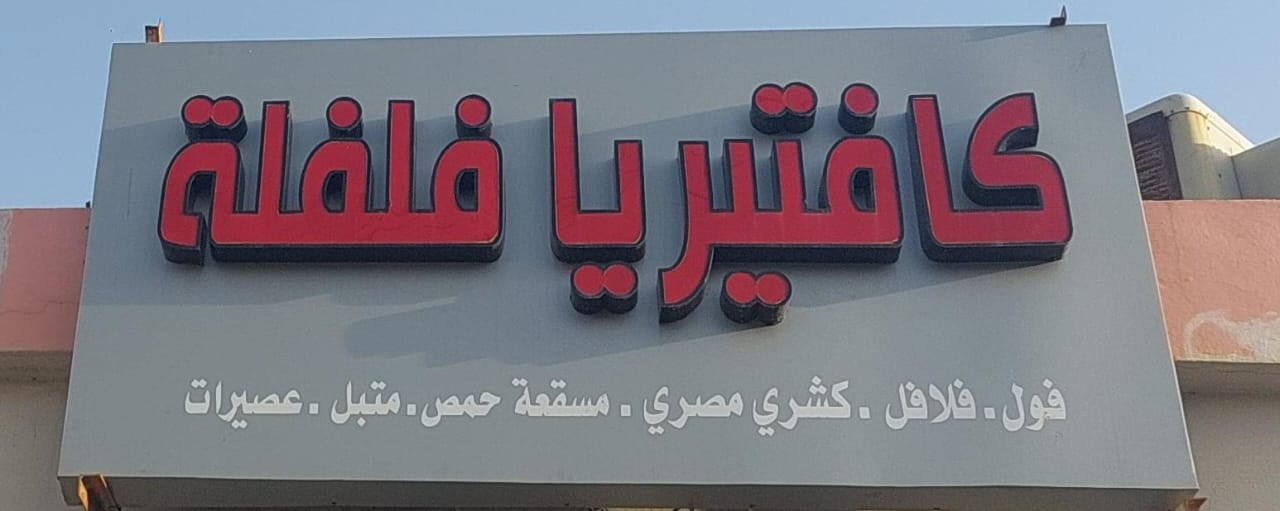 كافتيريا فلفلة
فول . فلافل . كشري مصري . مسقعة حمص . متبل . عصيرات